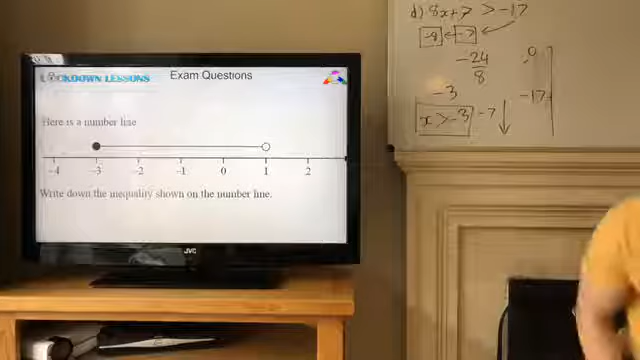 LOCKDOWN LESSONS
Exam Questions
Here is a number line
-4 -3 -2 -1 0 1 2
Write down the inequality shown on the number line.
JVC
d) 8x+7 > -17
-8 ← -7
-24
8
-3
x > -3
-7
0
-17